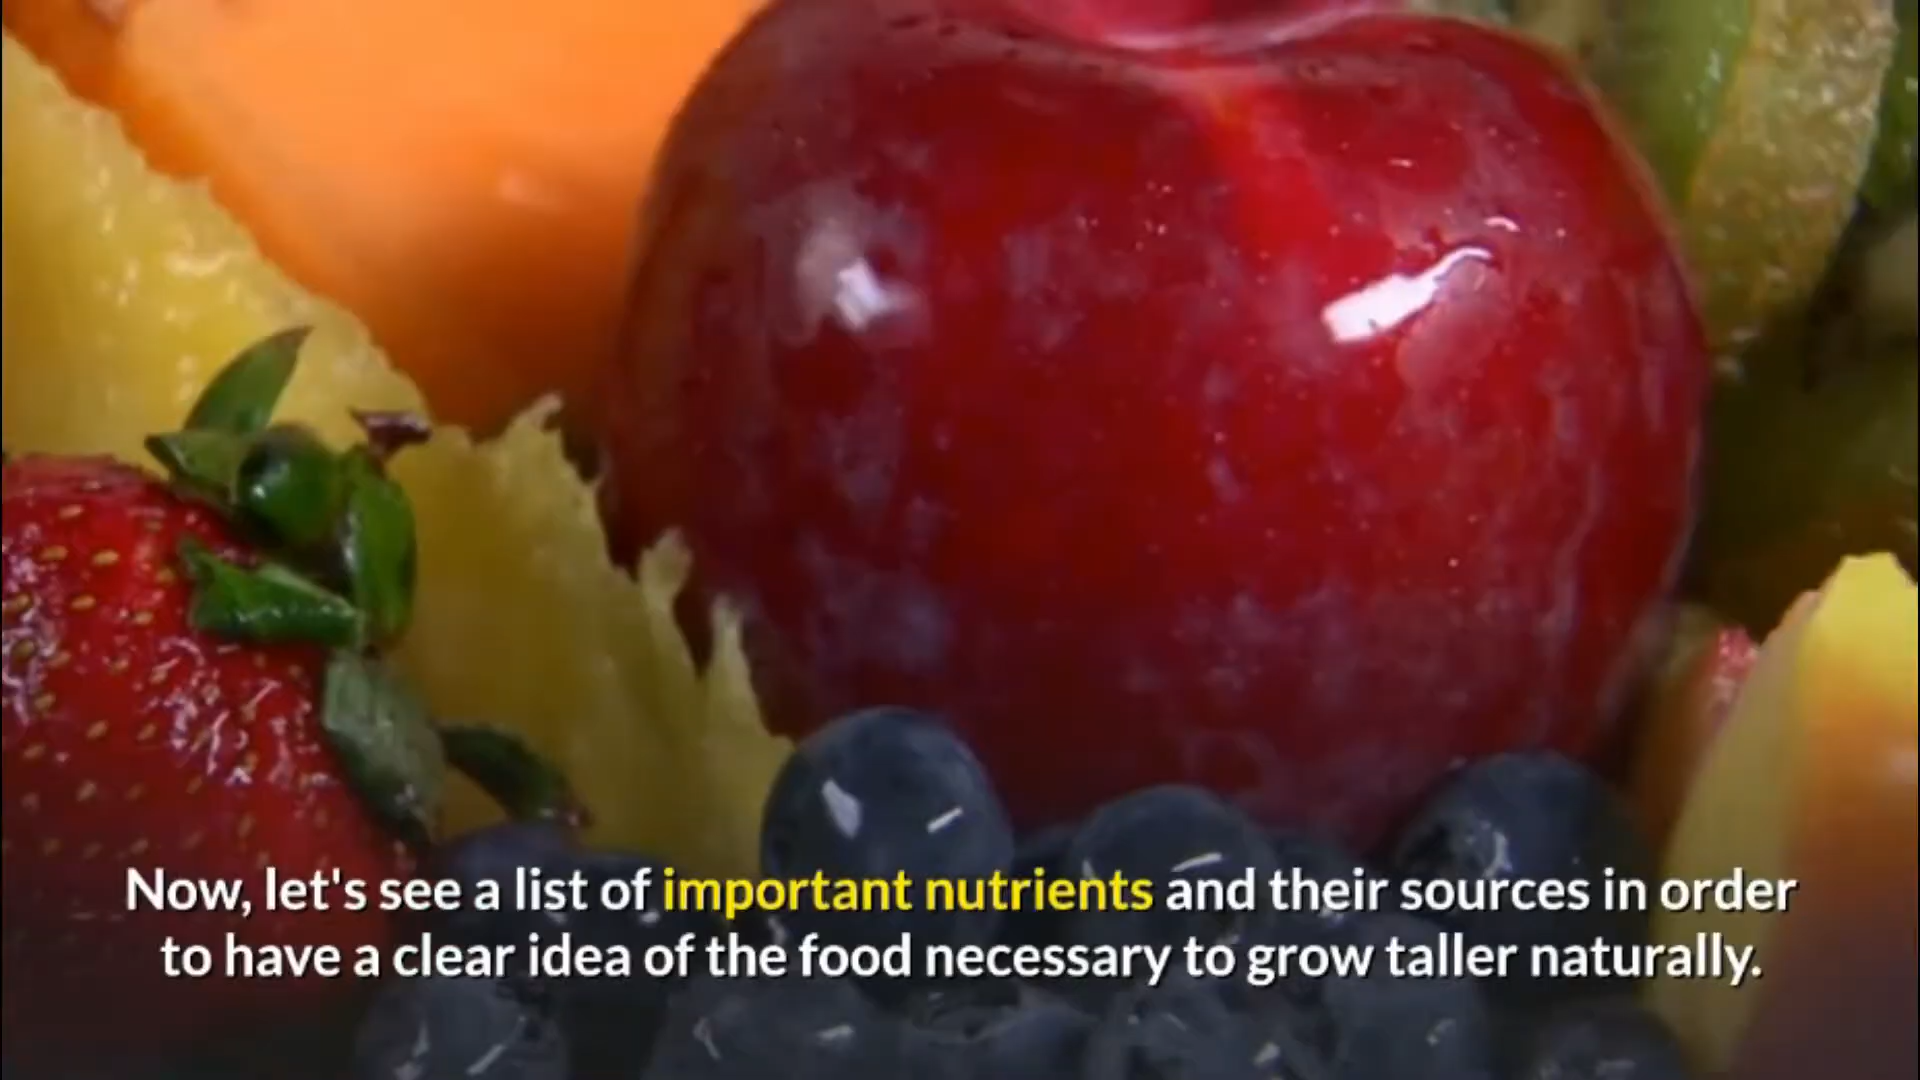 Now, let's see a list of important nutrients and their sources in order
to have a clear idea of the food necessary to grow taller naturally.